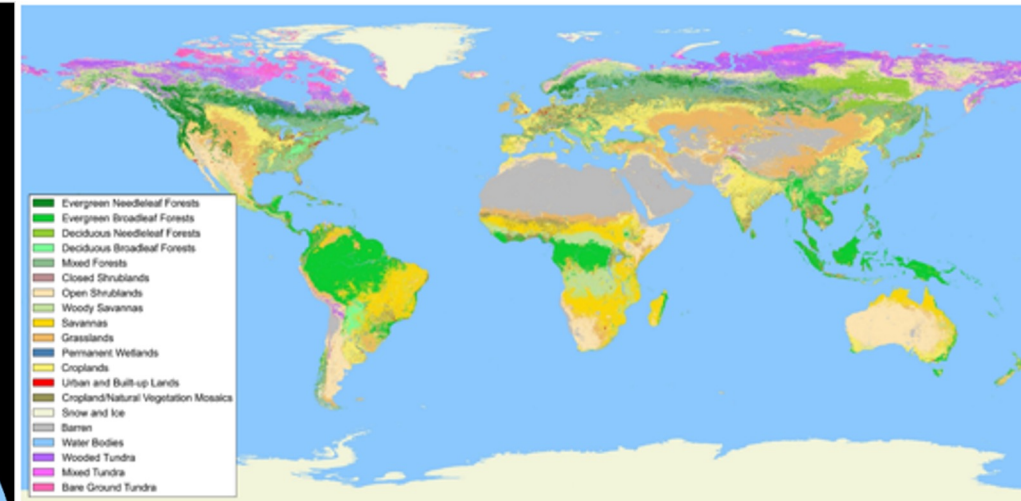 Evergreen Needleleaf Forests
Evergreen Broadleaf Forests
Deciduous Needleleaf Forests
Deciduous Broadleaf Forests
Mixed Forests
Closed Shrublands
Open Shrublands
Woody Savannas
Savannas
Grasslands
Permanent Wetlands
Croplands
Urban and Built-up Lands
Cropland/Natural Vegetation Mosaics
Snow and Ice
Barren
Water Bodies
Wooded Tundra
Mixed Tundra
Bare Ground Tundra